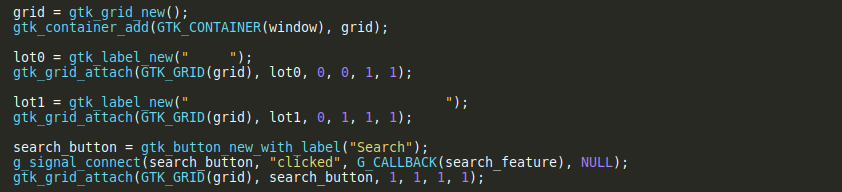 grid = gtk_grid_new();
gtk_container_add(GTK_CONTAINER(window), grid);
lot0 = gtk_label_new("     ");
gtk_grid_attach(GTK_GRID(grid), lot0, 0, 0, 1, 1);
lot1 = gtk_label_new("                                ");
gtk_grid_attach(GTK_GRID(grid), lot1, 0, 1, 1, 1);
search_button = gtk_button_new_with_label("Search");
g_signal_connect(search_button, "clicked", G_CALLBACK(search_feature), NULL);
gtk_grid_attach(GTK_GRID(grid), search_button, 1, 1, 1, 1);